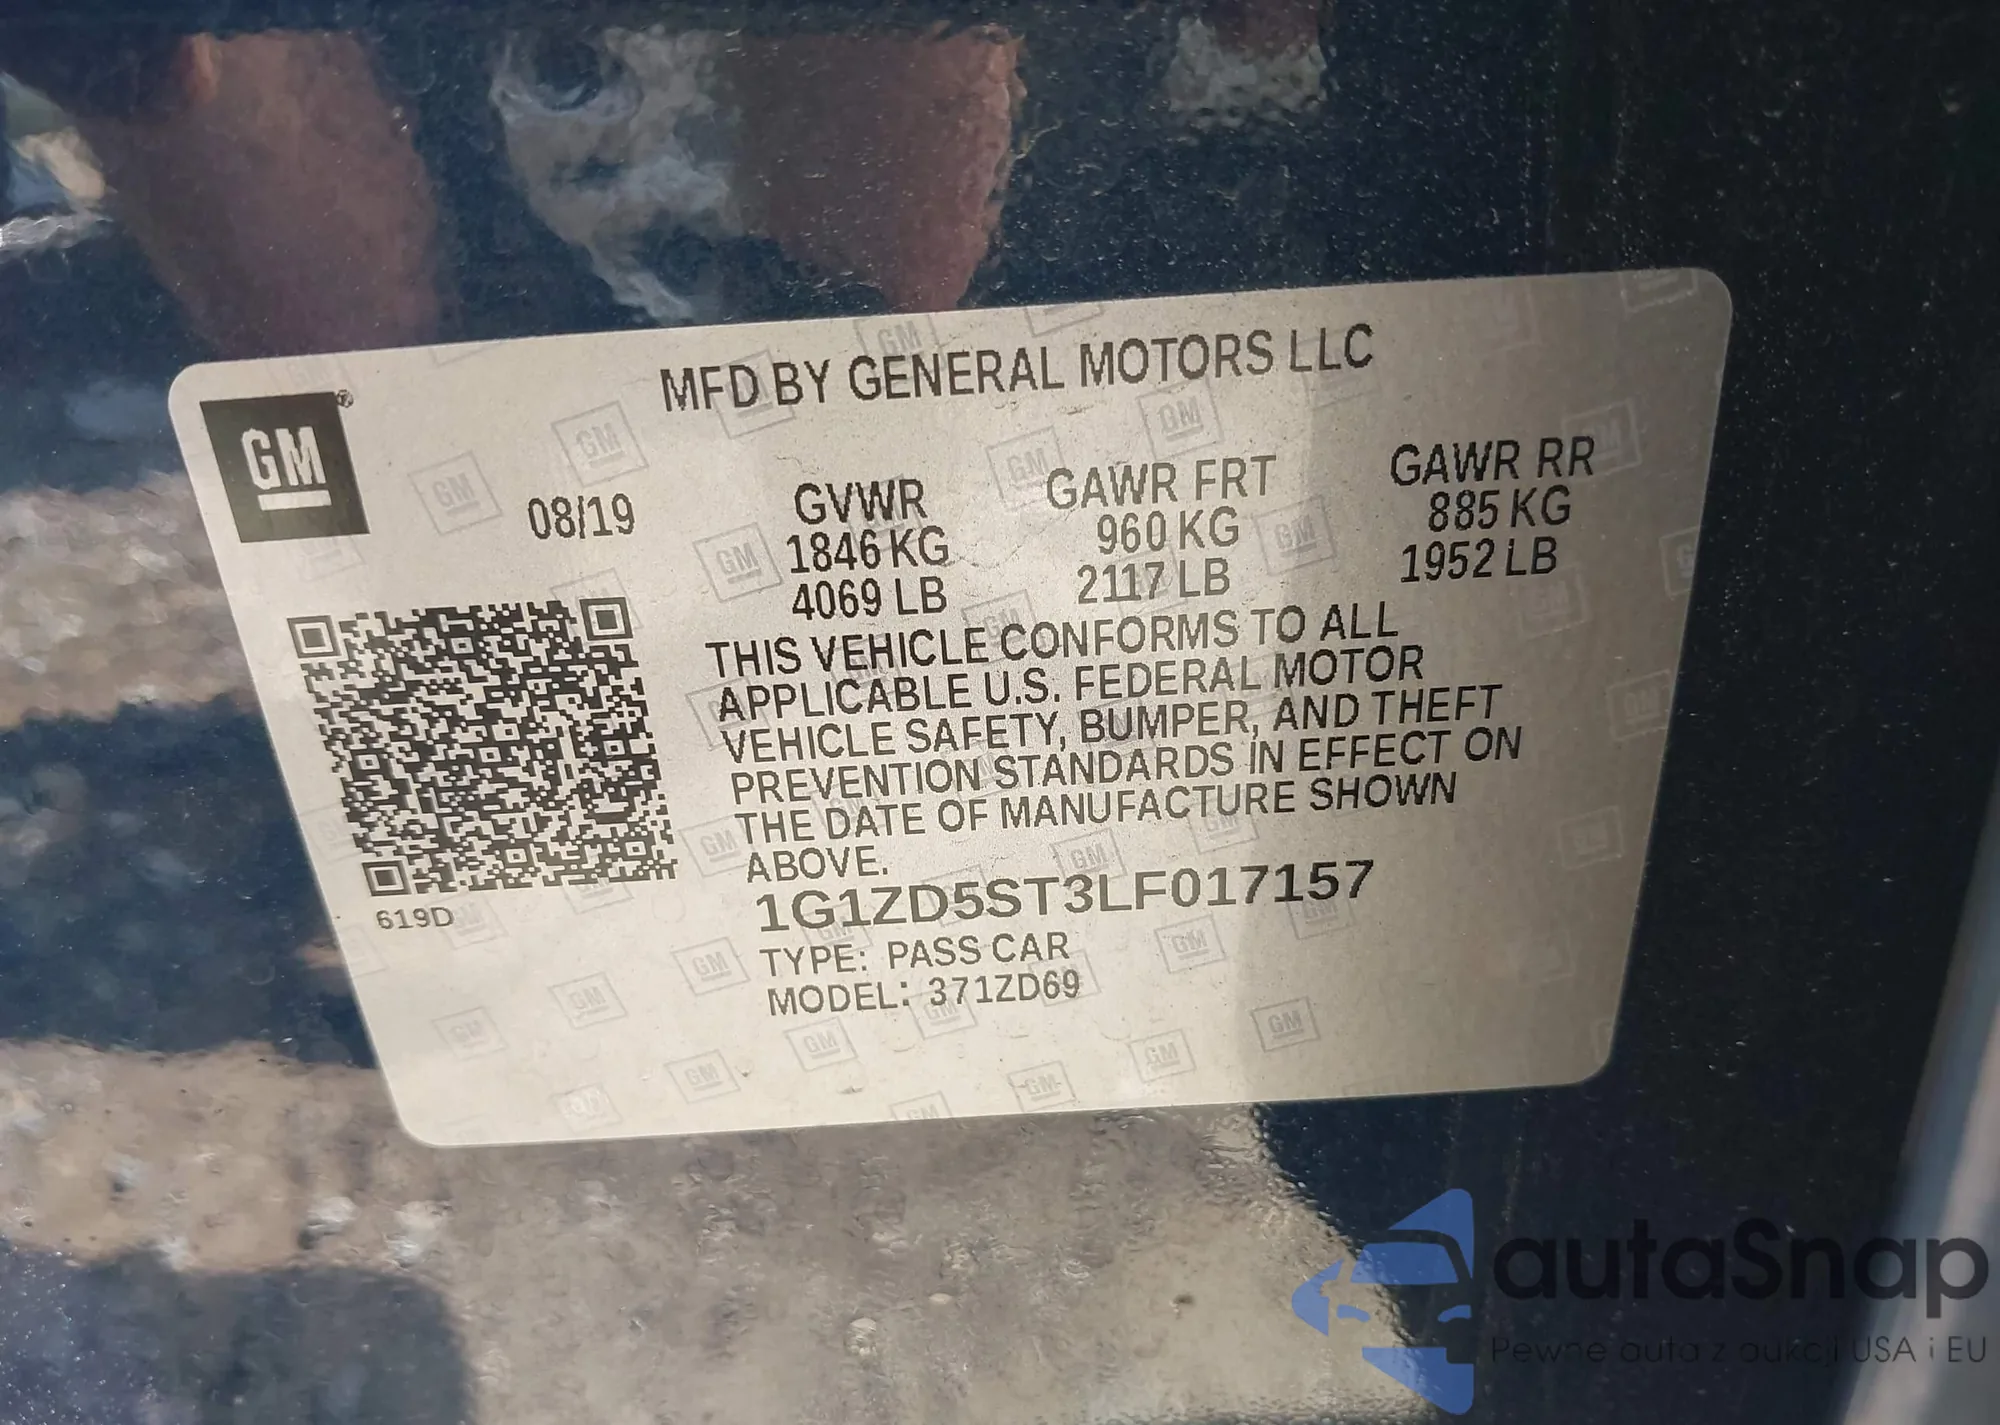 MFD BY GENERAL MOTORS LLC
GM®
08/19
GVWR
1846 KG
4069 LB
GAWR FRT
960 KG
2117 LB
GAWR RR
885 KG
1952 LB
THIS VEHICLE CONFORMS TO ALL
APPLICABLE U.S. FEDERAL MOTOR
VEHICLE SAFETY, BUMPER, AND THEFT
PREVENTION STANDARDS IN EFFECT ON
THE DATE OF MANUFACTURE SHOWN
ABOVE.
1G1ZD5ST3LF017157
TYPE: PASS CAR
MODEL: 371ZD69
619D
autaSnap
Pewne auta z aukcji USA i EU